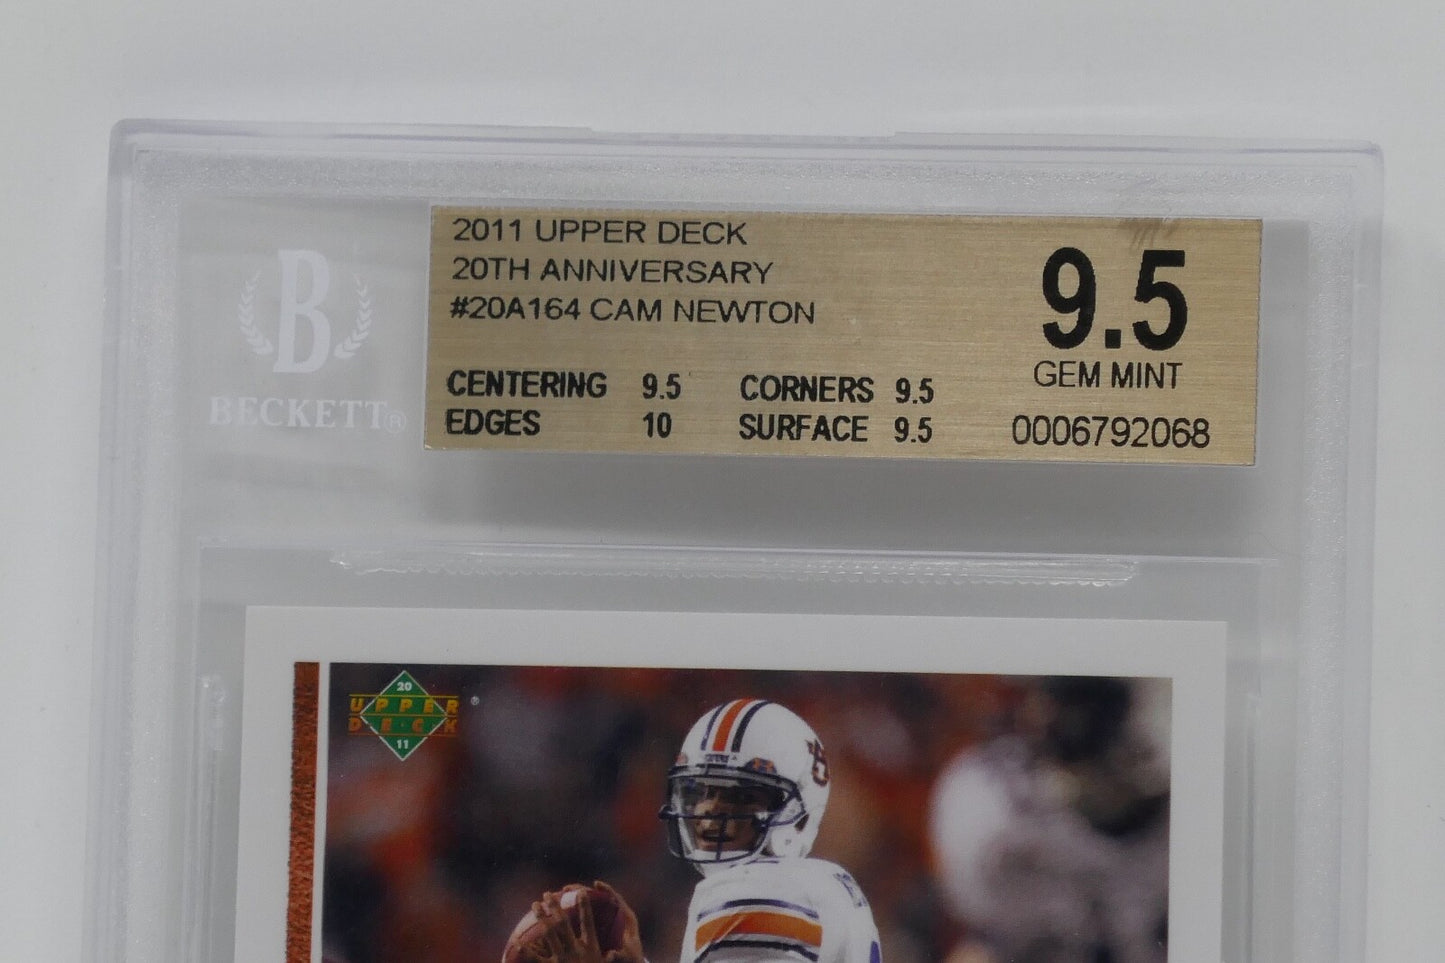 2011 UPPER DECK
20TH ANNIVERSARY
#20A164 CAM NEWTON
9.5
GEM MINT
CENTERING 9.5 CORNERS 9.5
EDGES 10 SURFACE 9.5
0006792068
B
BECKETT®
20
UPPER ®
DECK
11